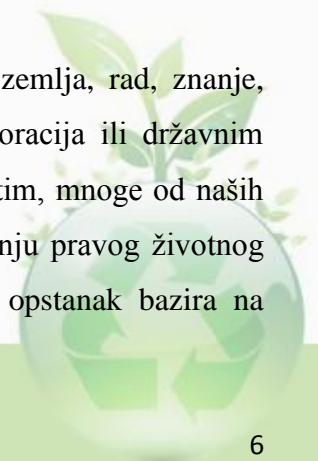 zemlja, rad, znanje,
oracija ili državnim
tim, mnoge od naših
nju pravog životnog
opstanak bazira na
6